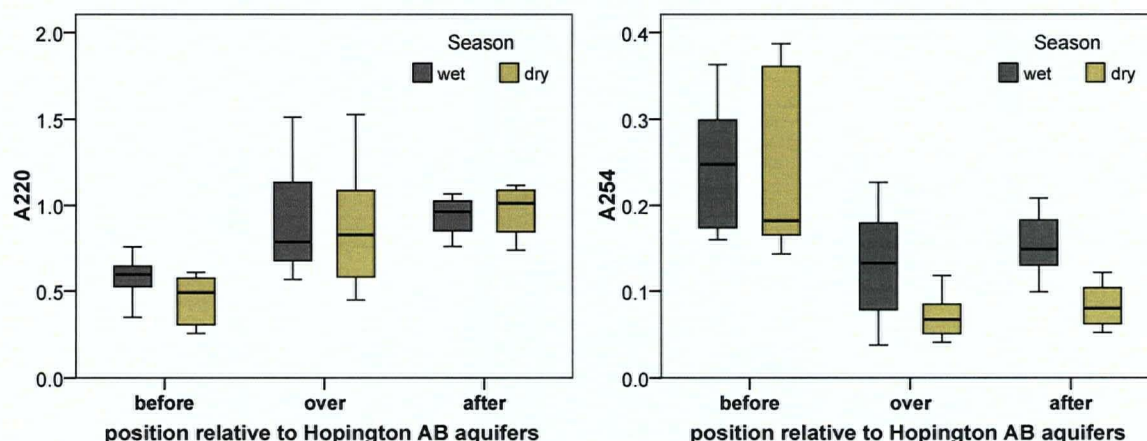 2.0
1.5
1.0
0.5
0.0
A220
Season
wet dry
before over after
position relative to Hopington AB aquifers
0.4
0.3
0.2
0.1
0.0
A254
Season
wet dry
before over after
position relative to Hopington AB aquifers